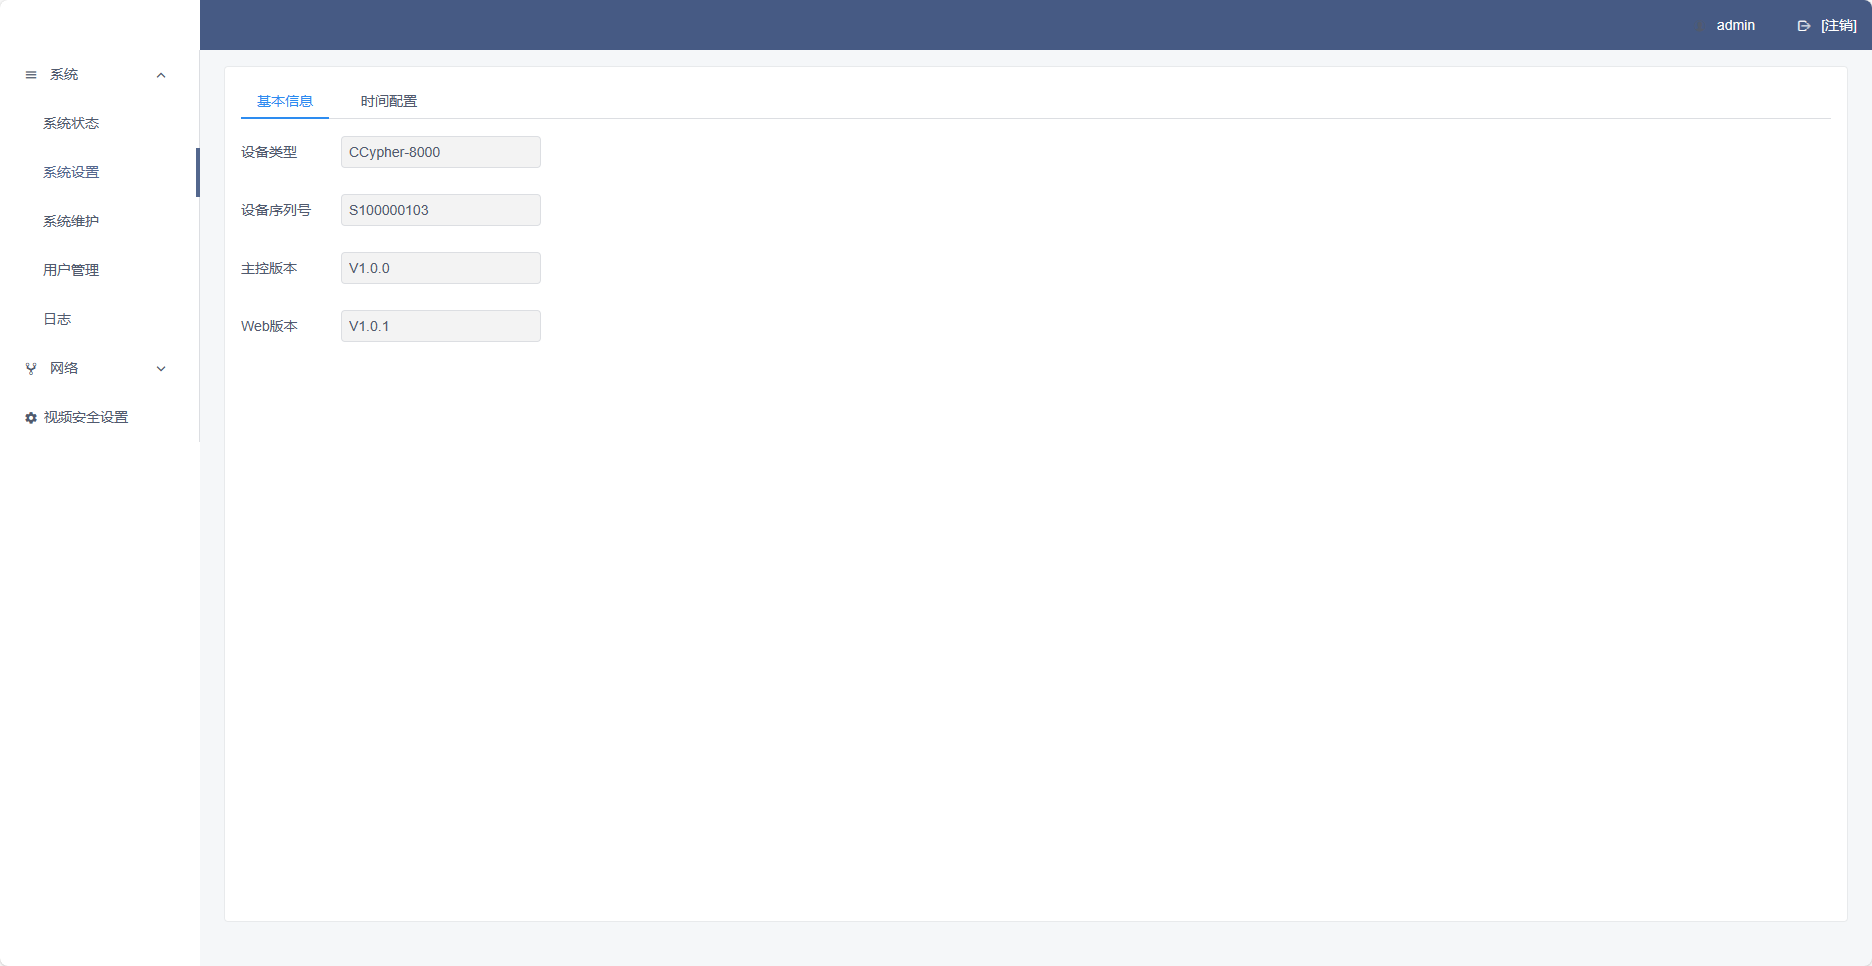 admin
[注销]
系统
系统状态
系统设置
系统维护
用户管理
日志
网络
视频安全设置
基本信息 时间配置
设备类型 CCypher-8000
设备序列号 S100000103
主控版本 V1.0.0
Web版本 V1.0.1